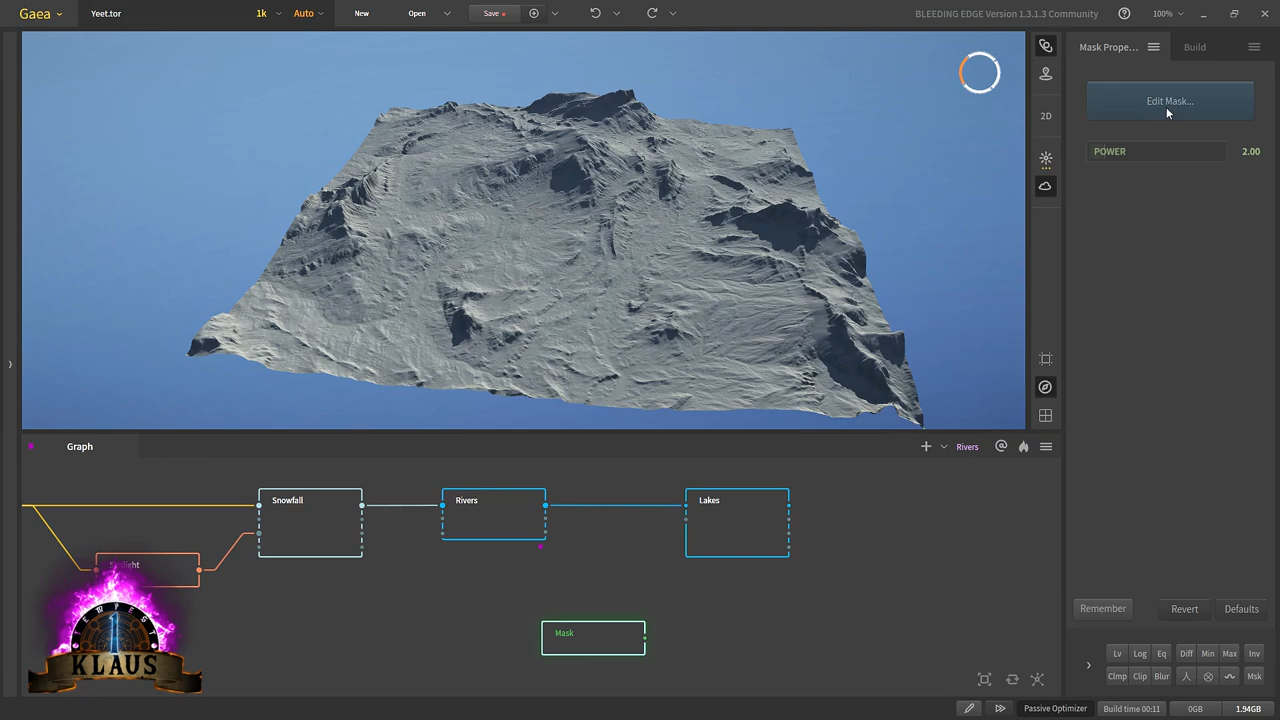 Gaea
Yeet.tor
1k
Auto
New
Open
Save
BLEEDING EDGE Version 1.3.1.3 Community
100%
Mask Prope...
Build
Edit Mask...
POWER
2.00
2D
Graph
Rivers
Snowfall
Rivers
Lakes
Mask
TEMPEST
1
KLAUS
Remember
Revert
Defaults
Lv
Log
Eq
Diff
Min
Max
Inv
Clmp
Clip
Blur
Msk
Passive Optimizer
Build time 00:11
0GB
1.94GB